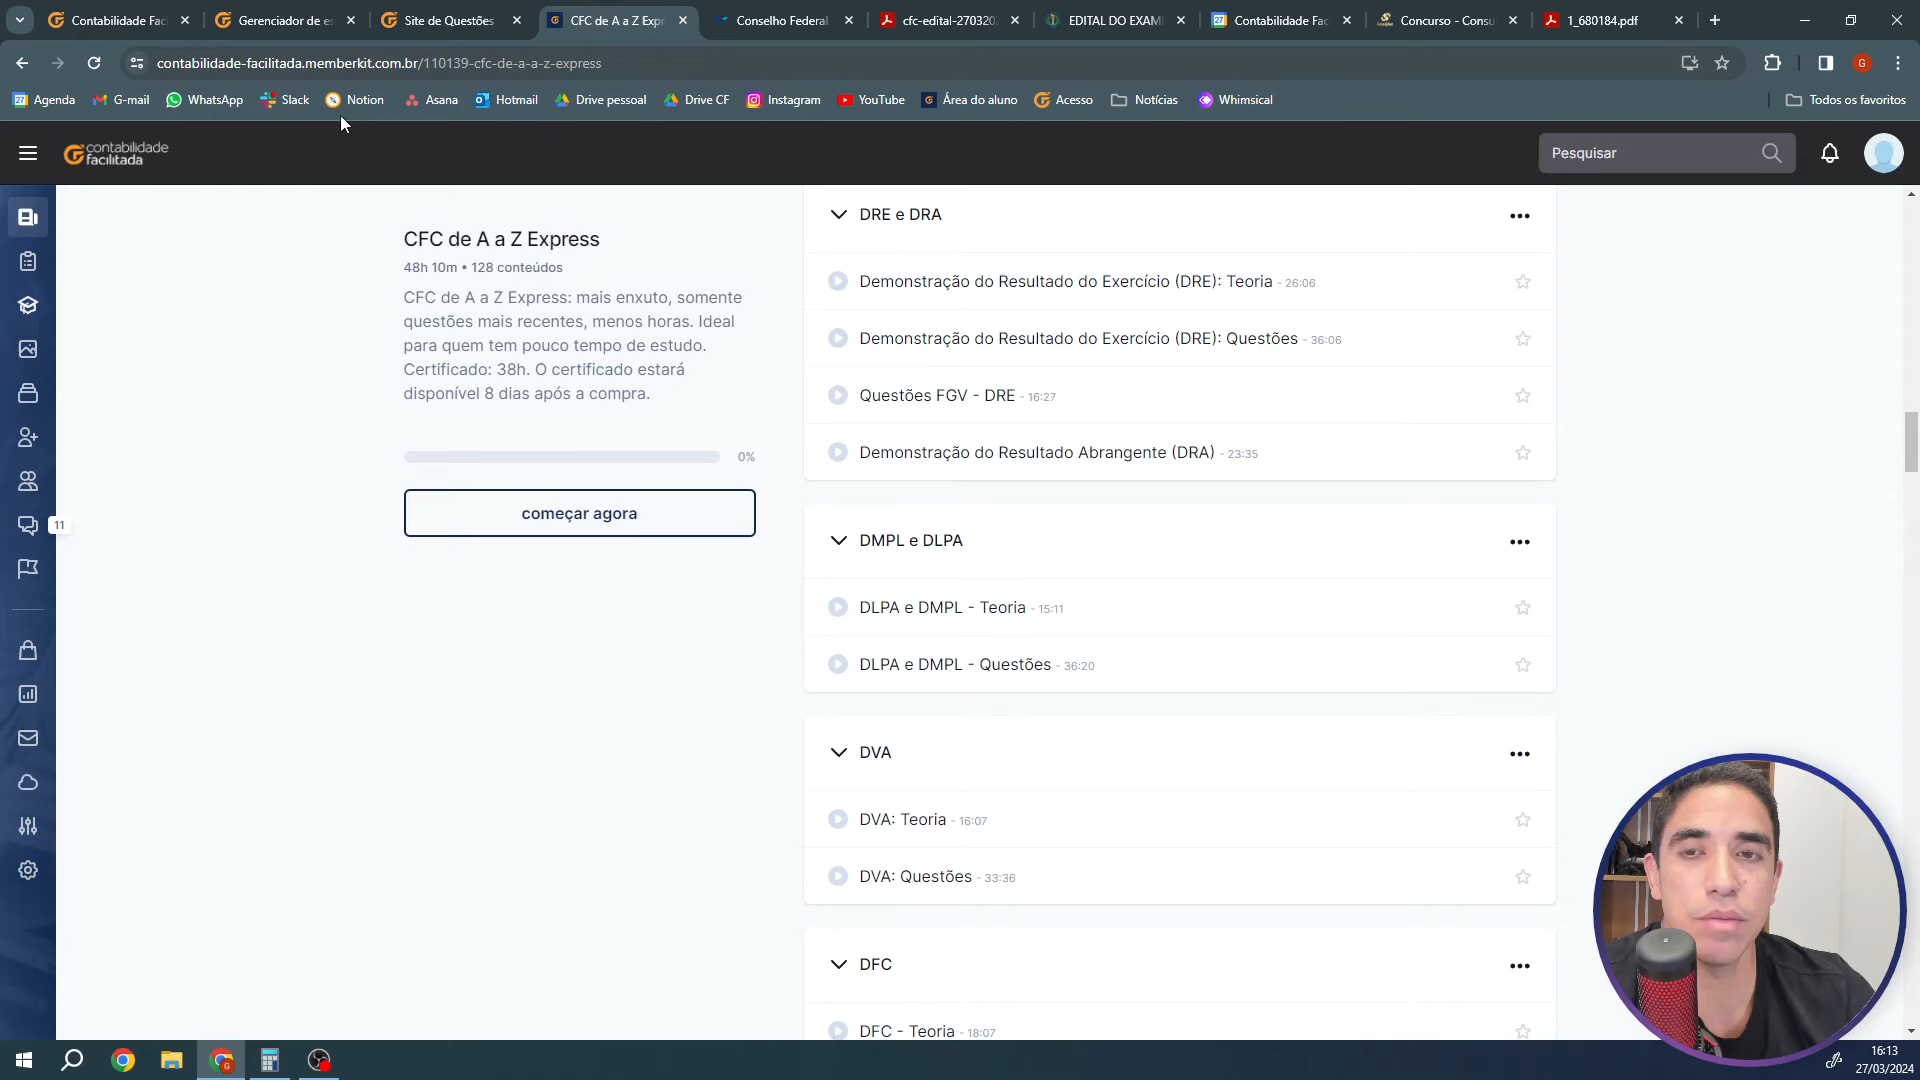 Contabilidade Fac
Gerenciador de es
Site de Questões
CFC de A a Z Expr
Conselho Federal
cfc-edital-270320
EDITAL DO EXAM
Contabilidade Fac
Concurso - Consu
1_680184.pdf
contabilidade-facilitada.memberkit.com.br/110139-cfc-de-a-a-z-express
G
27 Agenda
G-mail
WhatsApp
Slack
Notion
Asana
Hotmail
Drive pessoal
Drive CF
Instagram
YouTube
Área do aluno
Acesso
Notícias
Whimsical
Todos os favoritos
contabilidade
facilitada
Pesquisar
CFC de A a Z Express
48h 10m • 128 conteúdos
CFC de A a Z Express: mais enxuto, somente
questões mais recentes, menos horas. Ideal
para quem tem pouco tempo de estudo.
Certificado: 38h. O certificado estará
disponível 8 dias após a compra.
0%
começar agora
11
DRE e DRA
Demonstração do Resultado do Exercício (DRE): Teoria - 26:06
Demonstração do Resultado do Exercício (DRE): Questões - 36:06
Questões FGV - DRE - 16:27
Demonstração do Resultado Abrangente (DRA) - 23:35
DMPL e DLPA
DLPA e DMPL - Teoria - 15:11
DLPA e DMPL - Questões - 36:20
DVA
DVA: Teoria - 16:07
DVA: Questões - 33:36
DFC
DFC - Teoria - 18:07
16:13
27/03/2024